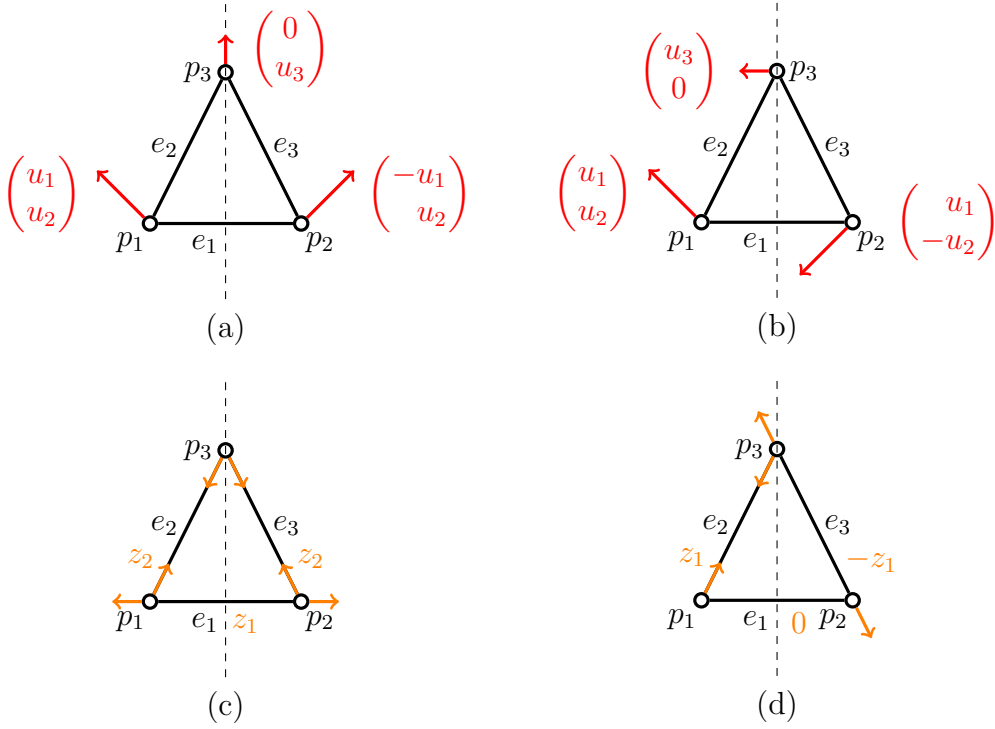 p₃ (0 u₃)
e₂ e₃
(u₁ u₂) (−u₁ u₂)
p₁ e₁ p₂
(a)
(u₃ 0) p₃
e₂ e₃
(u₁ u₂) (u₁ −u₂)
p₁ e₁ p₂
(b)
p₃
e₂ e₃
z₂ z₂
p₁ e₁ z₁ p₂
(c)
p₃
e₂ e₃
z₁ −z₁
p₁ e₁ 0 p₂
(d)